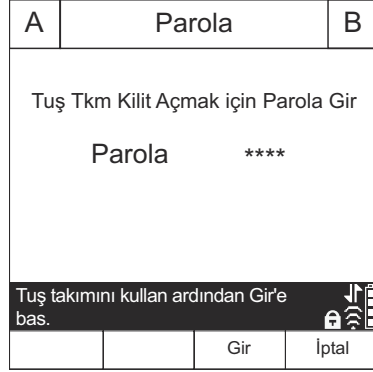 A Parola B
Tuş Tkm Kilit Açmak için Parola Gir
Parola ****
Tuş takımını kullan ardından Gir'e
bas.
Gir İptal